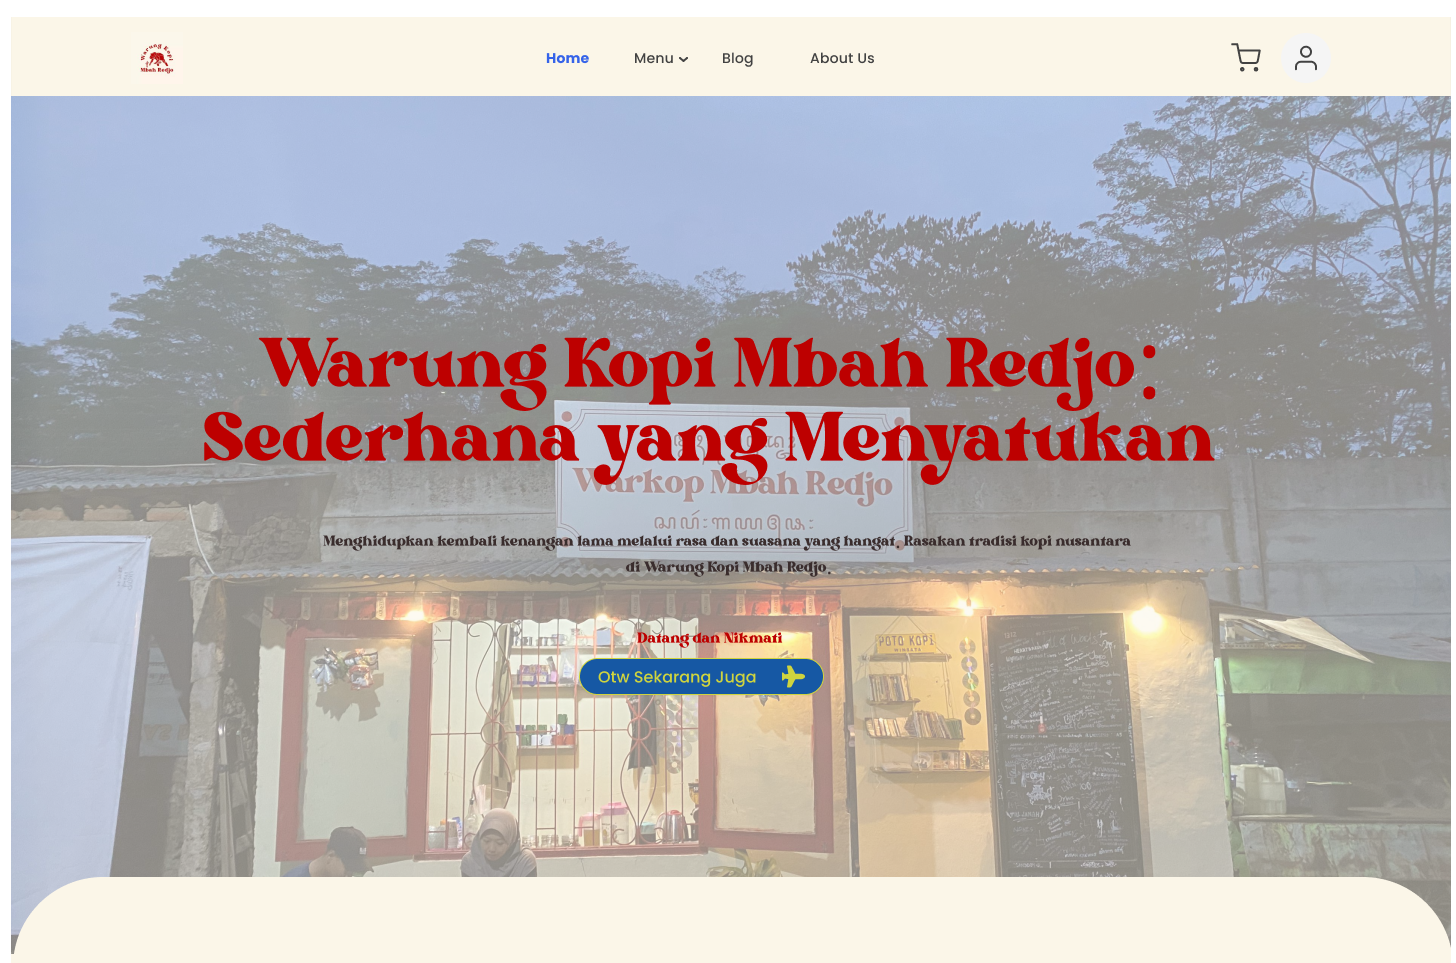 Warung Kopi
Mbah Redjo
Home
Menu
Blog
About Us
Warung Kopi Mbah Redjo:
Sederhana yang Menyatukan
Warkop Mbah Redjo
Menghidupkan kembali kenangan lama melalui rasa dan suasana yang hangat. Rasakan tradisi kopi nusantara
di Warung Kopi Mbah Redjo.
Datang dan Nikmati
Otw Sekarang Juga
POTO KOPI